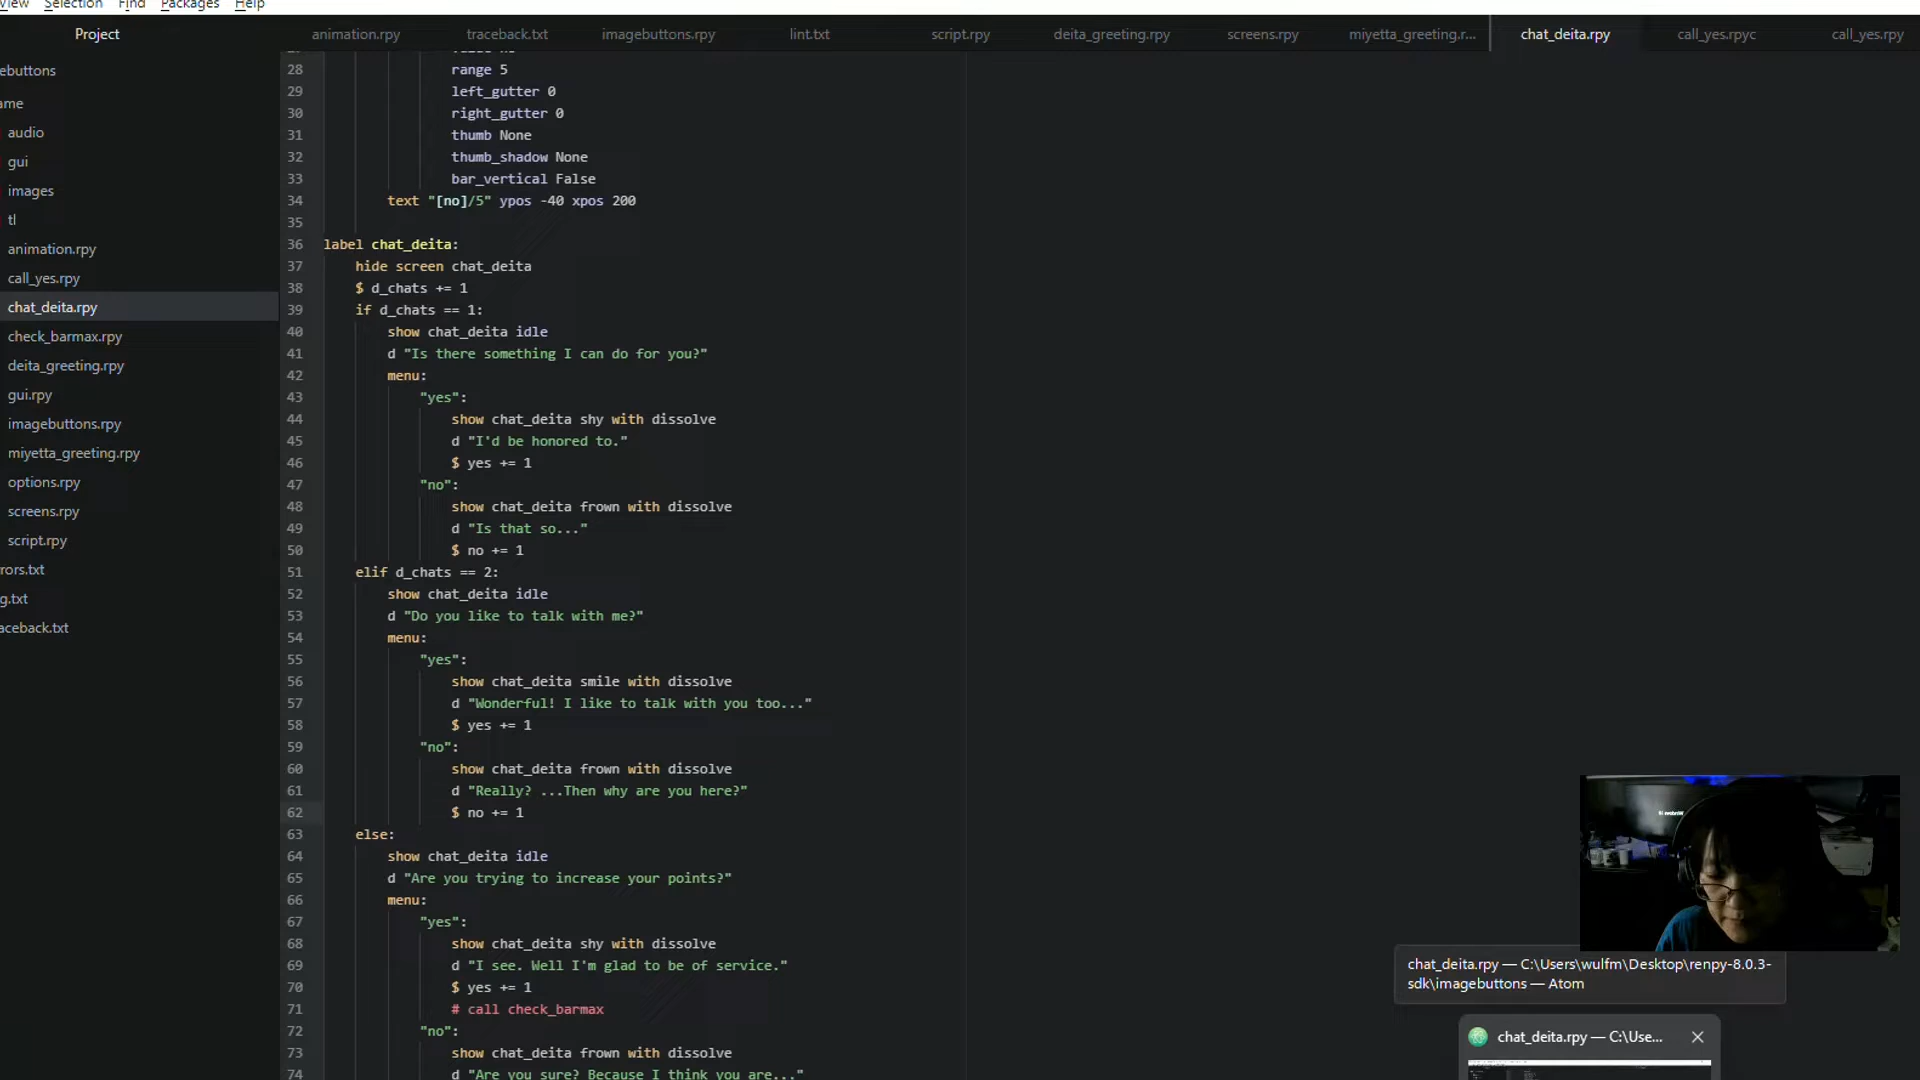 View Selection Find Packages Help
Project
animation.rpy traceback.txt imagebuttons.rpy lint.txt script.rpy deita_greeting.rpy screens.rpy miyetta_greeting.r... chat_deita.rpy call_yes.rpyc call_yes.rpy
ebuttons
ame
audio
gui
images
tl
animation.rpy
call_yes.rpy
chat_deita.rpy
check_barmax.rpy
deita_greeting.rpy
gui.rpy
imagebuttons.rpy
miyetta_greeting.rpy
options.rpy
screens.rpy
script.rpy
rors.txt
g.txt
aceback.txt
28 range 5
29 left_gutter 0
30 right_gutter 0
31 thumb None
32 thumb_shadow None
33 bar_vertical False
34 text "[no]/5" ypos -40 xpos 200
35
36 label chat_deita:
37 hide screen chat_deita
38 $ d_chats += 1
39 if d_chats == 1:
40 show chat_deita idle
41 d "Is there something I can do for you?"
42 menu:
43 "yes":
44 show chat_deita shy with dissolve
45 d "I'd be honored to."
46 $ yes += 1
47 "no":
48 show chat_deita frown with dissolve
49 d "Is that so..."
50 $ no += 1
51 elif d_chats == 2:
52 show chat_deita idle
53 d "Do you like to talk with me?"
54 menu:
55 "yes":
56 show chat_deita smile with dissolve
57 d "Wonderful! I like to talk with you too..."
58 $ yes += 1
59 "no":
60 show chat_deita frown with dissolve
61 d "Really? ...Then why are you here?"
62 $ no += 1
63 else:
64 show chat_deita idle
65 d "Are you trying to increase your points?"
66 menu:
67 "yes":
68 show chat_deita shy with dissolve
69 d "I see. Well I'm glad to be of service."
70 $ yes += 1
71 # call check_barmax
72 "no":
73 show chat_deita frown with dissolve
74 d "Are you sure? Because I think you are..."
chat_deita.rpy — C:\Users\wulfm\Desktop\renpy-8.0.3-
sdk\imagebuttons — Atom
chat_deita.rpy — C:\Use...